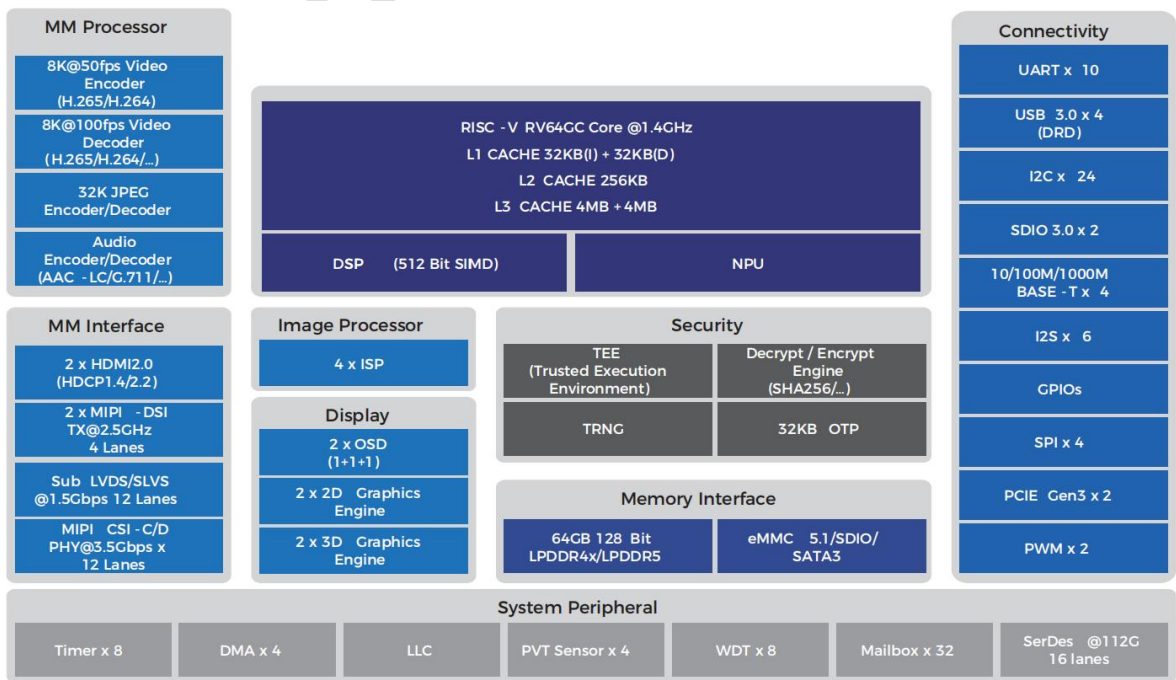 MM Processor
8K@50fps Video
Encoder
(H.265/H.264)
8K@100fps Video
Decoder
(H.265/H.264/...)
32K JPEG
Encoder/Decoder
Audio
Encoder/Decoder
(AAC - LC/G.711/...)
RISC - V RV64GC Core @1.4GHz
L1 CACHE 32KB(I) + 32KB(D)
L2 CACHE 256KB
L3 CACHE 4MB + 4MB
DSP (512 Bit SIMD)
NPU
Connectivity
UART x 10
USB 3.0 x 4
(DRD)
I2C x 24
SDIO 3.0 x 2
10/100M/1000M
BASE - T x 4
I2S x 6
GPIOs
SPI x 4
PCIE Gen3 x 2
PWM x 2
MM Interface
2 x HDMI2.0
(HDCP1.4/2.2)
2 x MIPI - DSI
TX@2.5GHz
4 Lanes
Sub LVDS/SLVS
@1.5Gbps 12 Lanes
MIPI CSI - C/D
PHY@3.5Gbps x
12 Lanes
Image Processor
4 x ISP
Display
2 x OSD
(1+1+1)
2 x 2D Graphics
Engine
2 x 3D Graphics
Engine
Security
TEE
(Trusted Execution
Environment)
Decrypt / Encrypt
Engine
(SHA256/...)
TRNG
32KB OTP
Memory Interface
64GB 128 Bit
LPDDR4x/LPDDR5
eMMC 5.1/SDIO/
SATA3
System Peripheral
Timer x 8
DMA x 4
LLC
PVT Sensor x 4
WDT x 8
Mailbox x 32
SerDes @112G
16 lanes